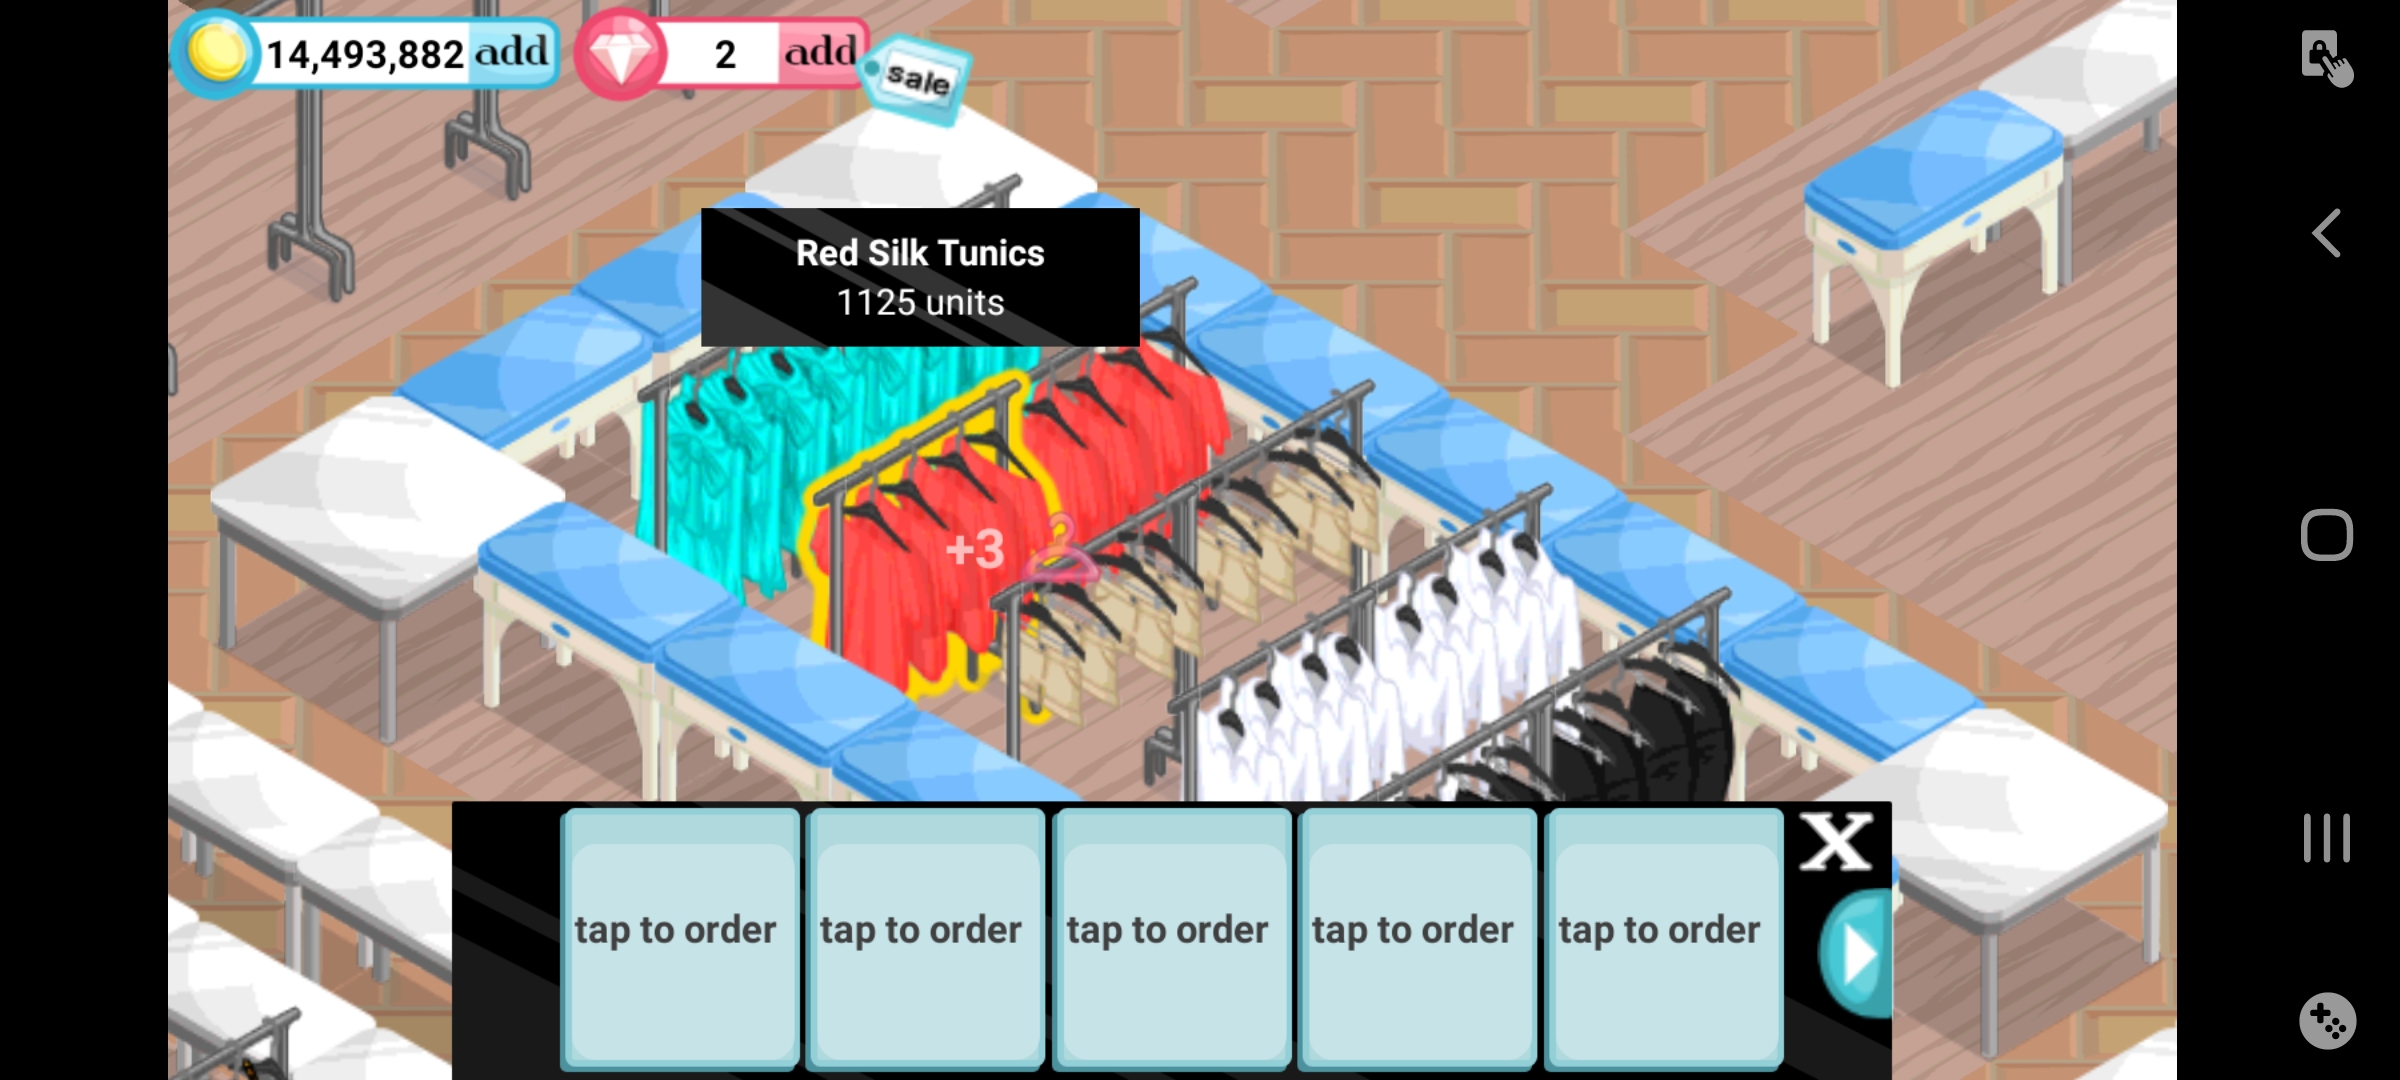 14,493,882 add
2 add
sale
Red Silk Tunics
1125 units
+3
tap to order
tap to order
tap to order
tap to order
tap to order
X